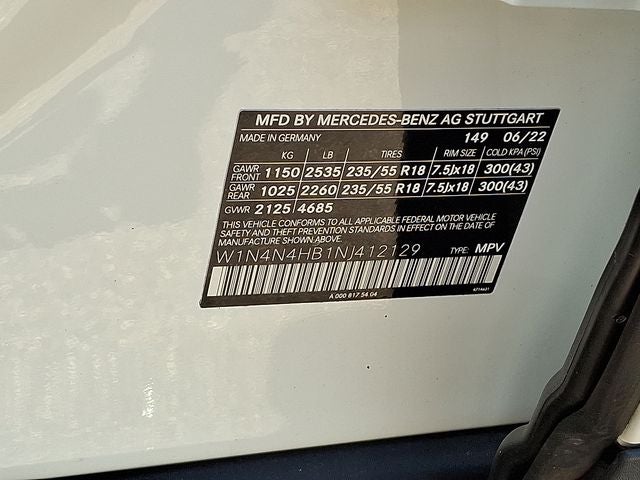 MFD BY MERCEDES-BENZ AG STUTTGART
MADE IN GERMANY 149 06/22
KG LB TIRES RIM SIZE COLD KPA(PSI)
GAWR FRONT 1150 2535 235/55 R18 7.5Jx18 300(43)
GAWR REAR 1025 2260 235/55 R18 7.5Jx18 300(43)
GVWR 2125 4685
THIS VEHICLE CONFORMS TO ALL APPLICABLE FEDERAL MOTOR VEHICLE
SAFETY AND THEFT PREVENTION STANDARDS IN EFFECT ON THE DATE OF
MANUFACTURE SHOWN ABOVE.
W1N4N4HB1NJ412129 TYPE: MPV
A 000 817 54 04